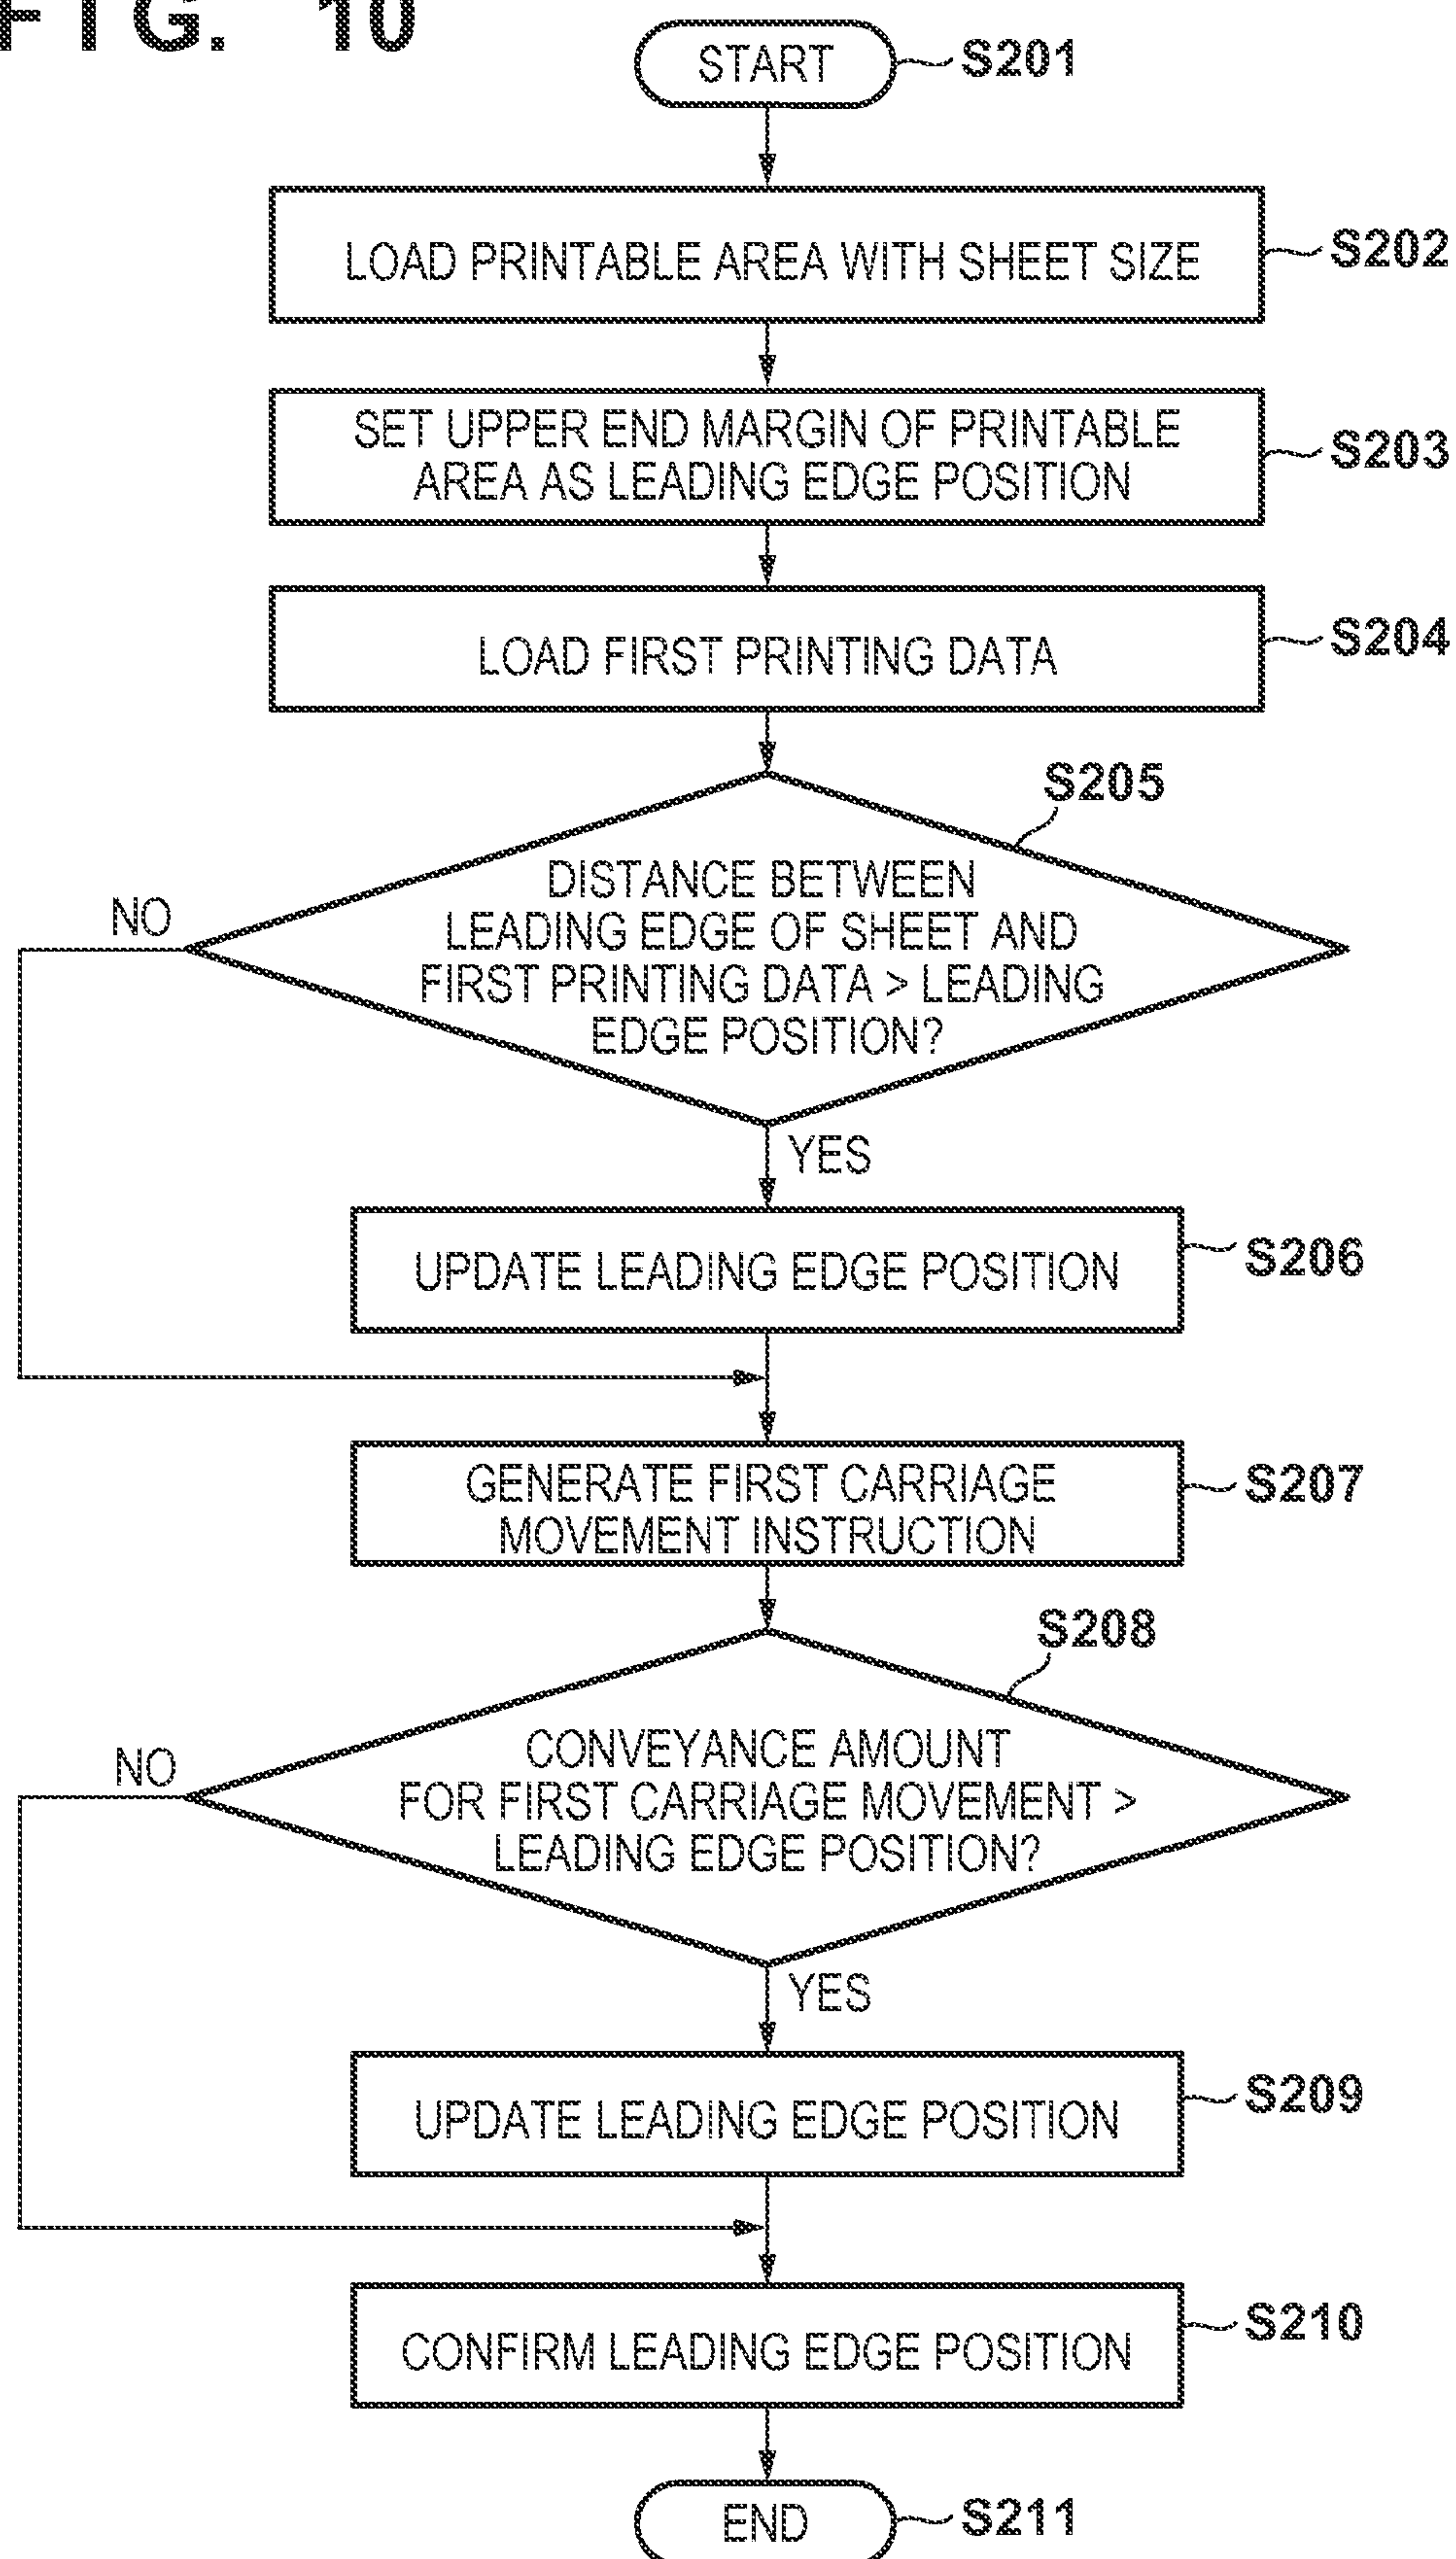 FIG. 10
START
S201
LOAD PRINTABLE AREA WITH SHEET SIZE
S202
SET UPPER END MARGIN OF PRINTABLE
AREA AS LEADING EDGE POSITION
S203
LOAD FIRST PRINTING DATA
S204
S205
DISTANCE BETWEEN
LEADING EDGE OF SHEET AND
FIRST PRINTING DATA > LEADING
EDGE POSITION?
NO
YES
UPDATE LEADING EDGE POSITION
S206
GENERATE FIRST CARRIAGE
MOVEMENT INSTRUCTION
S207
S208
CONVEYANCE AMOUNT
FOR FIRST CARRIAGE MOVEMENT >
LEADING EDGE POSITION?
NO
YES
UPDATE LEADING EDGE POSITION
S209
CONFIRM LEADING EDGE POSITION
S210
END
S211